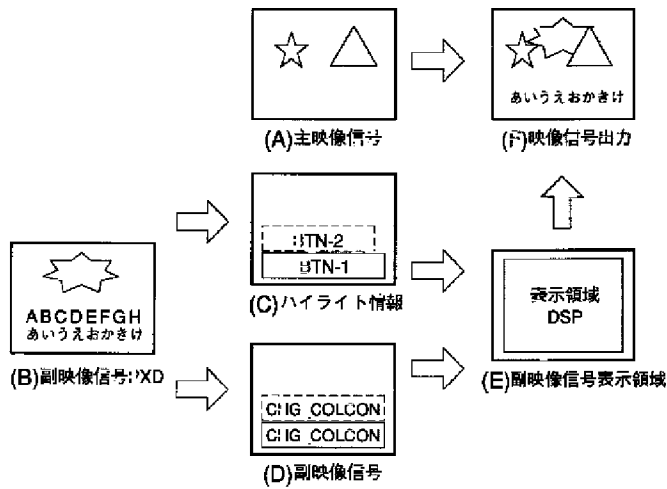 あいうえおかきけ
(A)主映像信号
(F)映像信号出力
BTN-2
BTN-1
(C)ハイライト情報
ABCDEFGH
あいうえおかきけ
(B)副映像信号PXD
表示領域
DSP
(E)副映像信号表示領域
CHG_COLCON
CHG_COLCON
(D)副映像信号